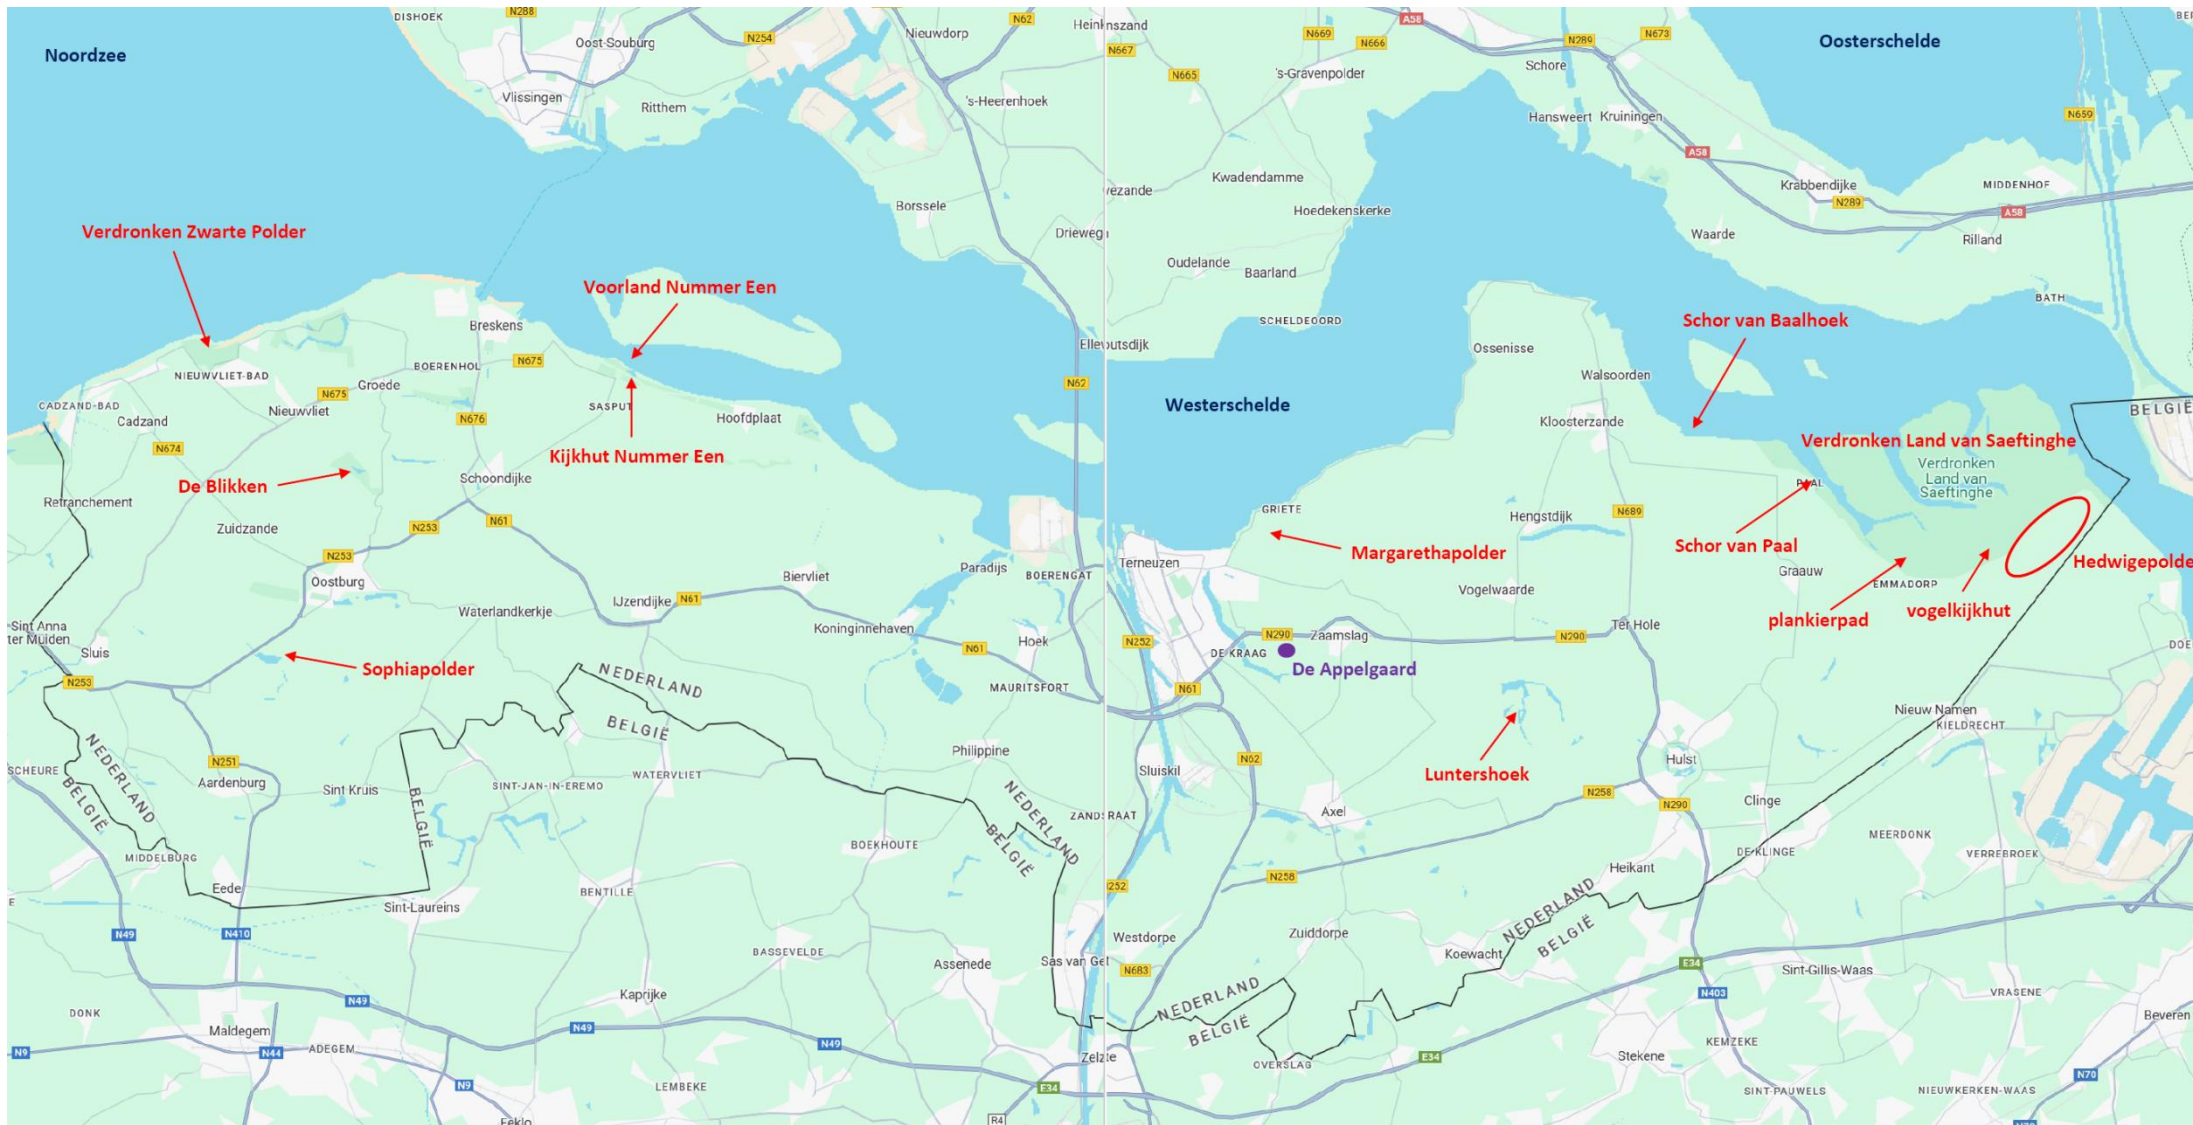 DISHOEK
N288
Oost-Souburg
N254
Nieuwdorp
N62
Heinknszand
N667
N665
A58
N669
N666
's-Gravenpolder
N289
N673
Schore
Oosterschelde
Noordzee
Vlissingen
Ritthem
's-Heerenhoek
Hansweert
Kruiningen
N659
A58
Krabbendijke
N289
MIDDENHOF
A58
Rilland
Waarde
BATH
Borssele
Driewegh
Kwadendamme
Hoedekenskerke
Oudelande
Baarland
SCHELDEOORD
Ellewoutsdijk
Verdronken Zwarte Polder
Voorland Nummer Een
Breskens
BOERENHOL
N675
NIEUWVLIET-BAD
Groede
N675
Nieuwvliet
CADZAND-BAD
Cadzand
N674
N676
SASPUT
Hoofdplaat
N62
Kijkhut Nummer Een
De Blikken
Schoondijke
Retranchement
Zuidzande
N253
N61
N253
Oostburg
Waterlandkerkje
IJzendijke
N61
Biervliet
Paradijs
BOERENGAT
Koninginnehaven
N61
Hoek
MAURITSFORT
Sint Anna
ter Muiden
Sluis
N253
Sophiapolder
NEDERLAND
BELGIË
Westerschelde
Ossenisse
Walsoorden
Kloosterzande
Schor van Baalhoek
Verdronken Land van Saeftinghe
Verdronken
Land van
Saeftinghe
BELGIË
PAAL
Schor van Paal
Graauw
EMMADORP
plankierpad
vogelkijkhut
Hedwigepolde
GRIETE
Margarethapolder
Hengstdijk
N689
Vogelwaarde
Terneuzen
N252
N290
Zaamslag
DE KRAAG
De Appelgaard
N290
Ter Hole
N61
Luntershoek
Nieuw Namen
KIELDRECHT
Hulst
N62
Sluiskil
Philippine
N258
N290
Clinge
Axel
ZANDSRAAT
NEDERLAND
BELGIË
NEDERLAND
BELGIË
BELGIË
SCHEURE
N251
Aardenburg
Sint Kruis
SINT-JAN-IN-EREMO
WATERVLIET
BOEKHOUTE
MIDDELBURG
Eede
Sint-Laureins
BENTILLE
N258
Heikant
DE KLINGE
MEERDONK
VERREBROEK
N49
N410
BASSEVELDE
Assenede
Sas van Get
Westdorpe
N683
Zuiddorpe
Koewacht
NEDERLAND
BELGIË
NEDERLAND
BELGIË
E34
Sint-Gillis-Waas
N403
VRASENE
Beveren
N49
Kaprijke
N49
N49
DONK
Maldegem
N9
N44
ADEGEM
N9
LEMBEKE
Zelzte
E34
R4
OVERSLAG
E34
Stekene
KEMZEKE
SINT-PAUWELS
NIEUWKERKEN-WAAS
N70